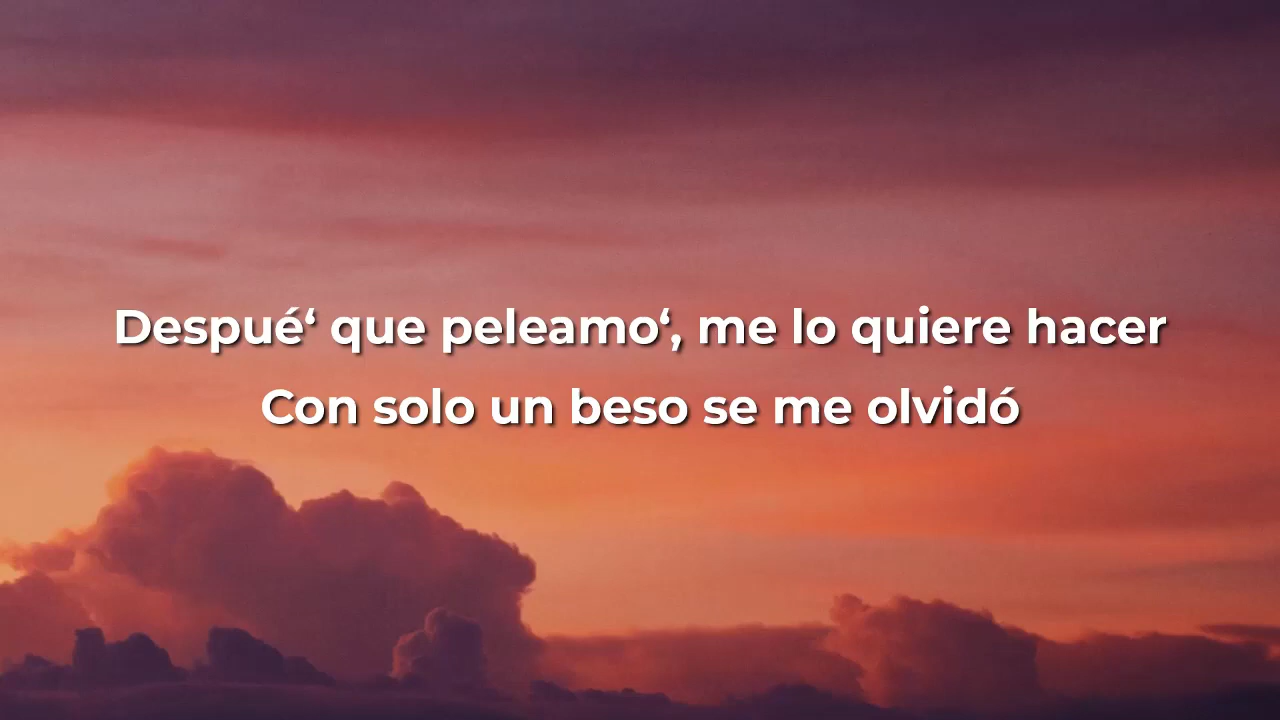 Despué‘ que peleamo‘, me lo quiere hacer
Con solo un beso se me olvidó